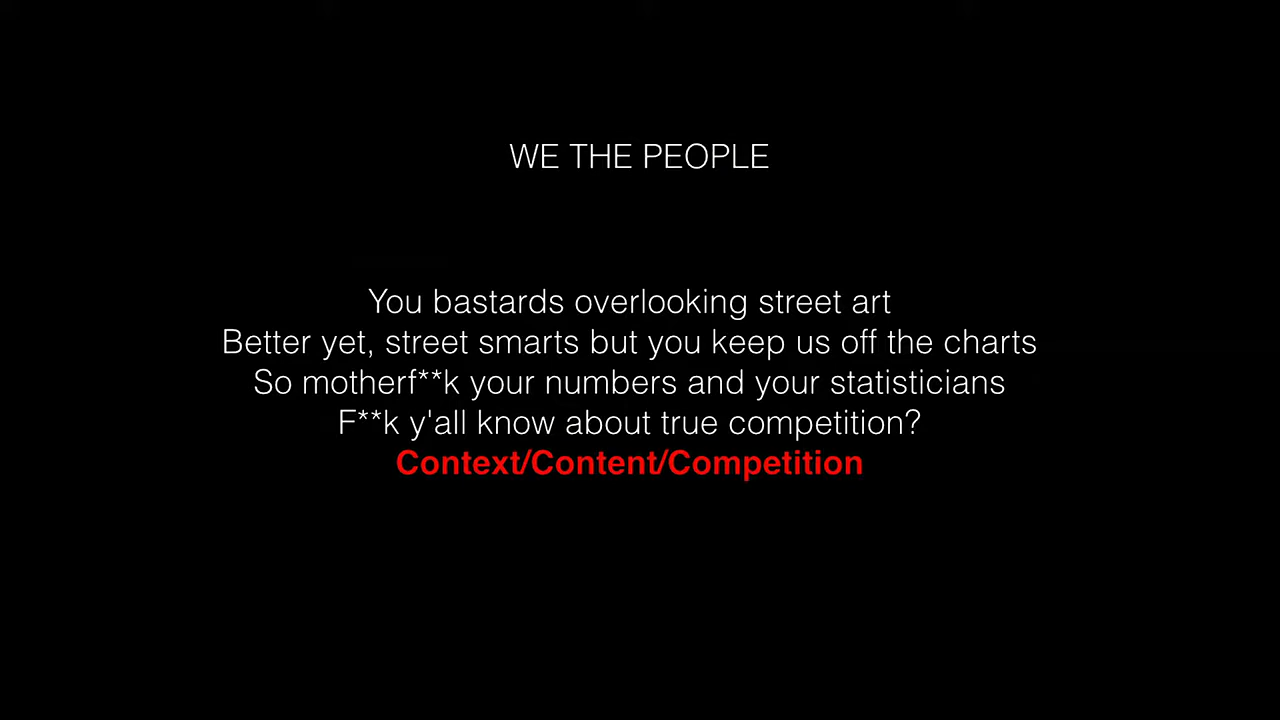 WE THE PEOPLE
You bastards overlooking street art
Better yet, street smarts but you keep us off the charts
So motherf**k your numbers and your statisticians
F**k y'all know about true competition?
Context/Content/Competition